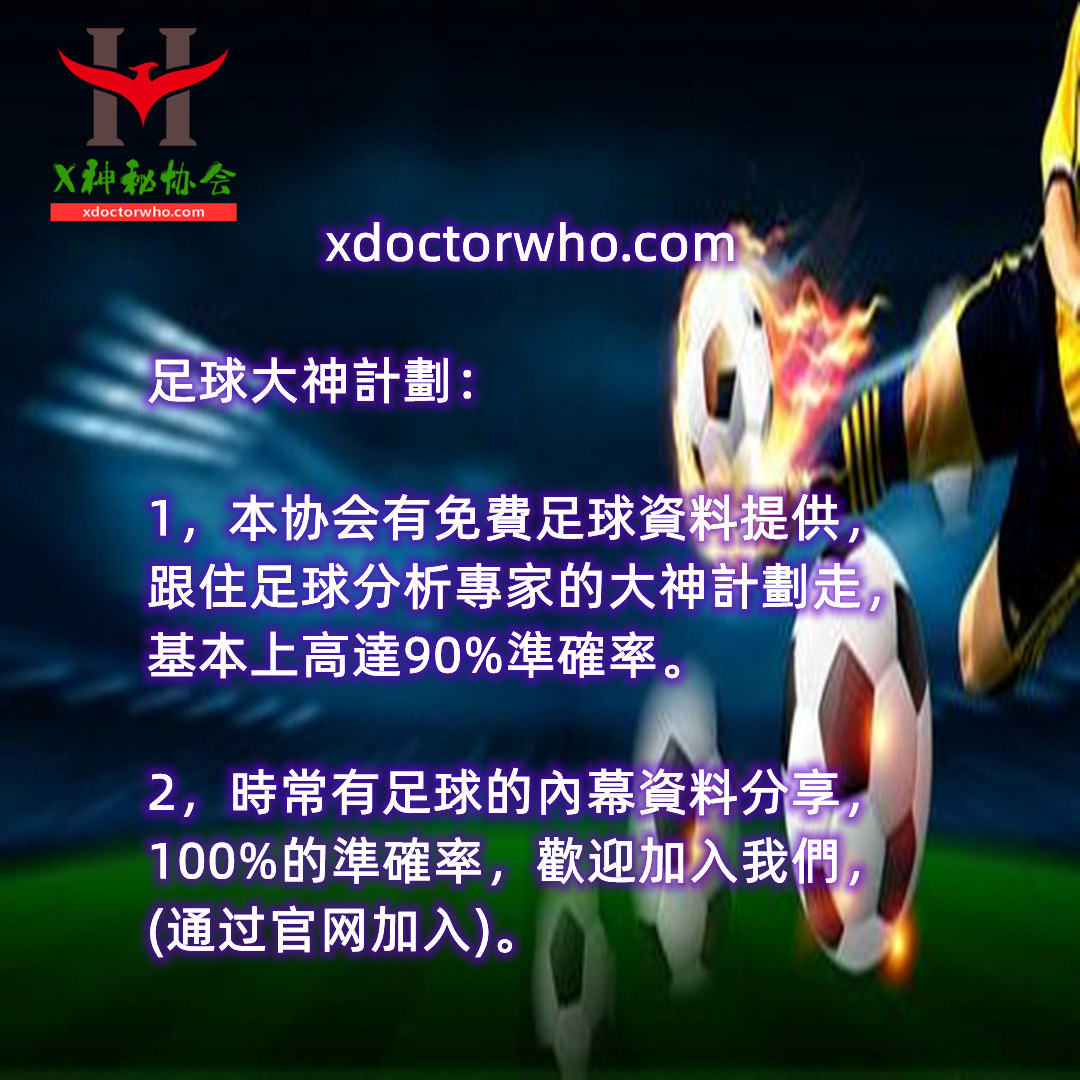 H
X神秘协会
xdoctorwho.com
xdoctorwho.com
足球大神計劃：
1，本协会有免費足球資料提供，
跟住足球分析專家的大神計劃走，
基本上高達90%準確率。
2，時常有足球的內幕資料分享，
100%的準確率，歡迎加入我們，
(通过官网加入)。